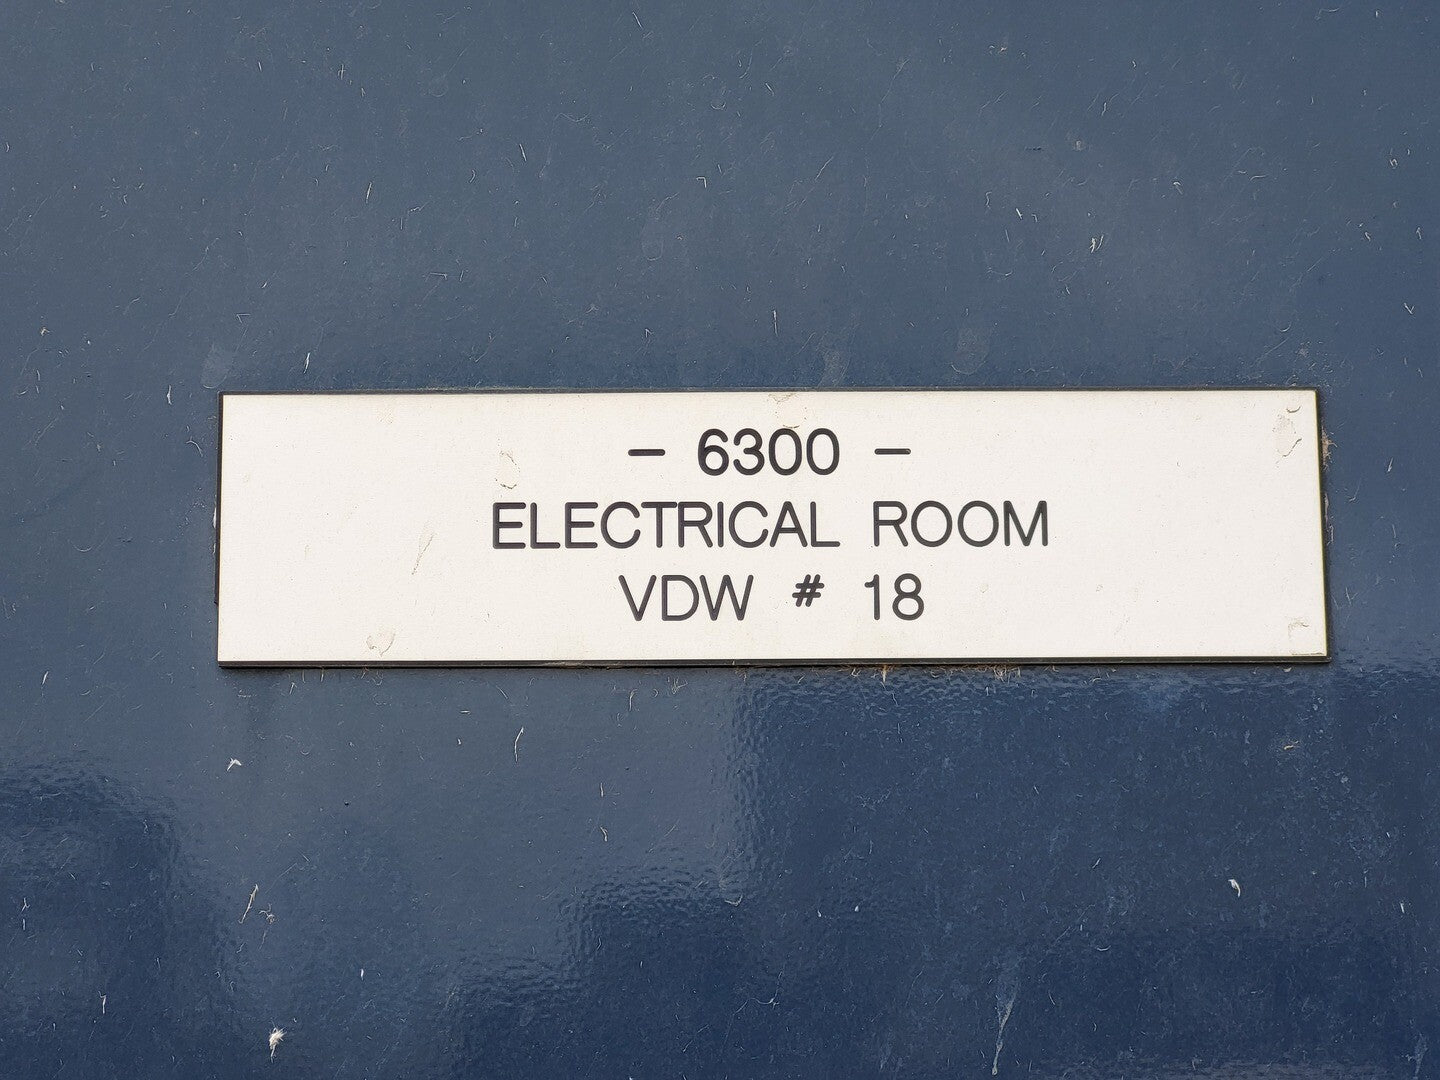 - 6300 -
ELECTRICAL ROOM
VDW # 18